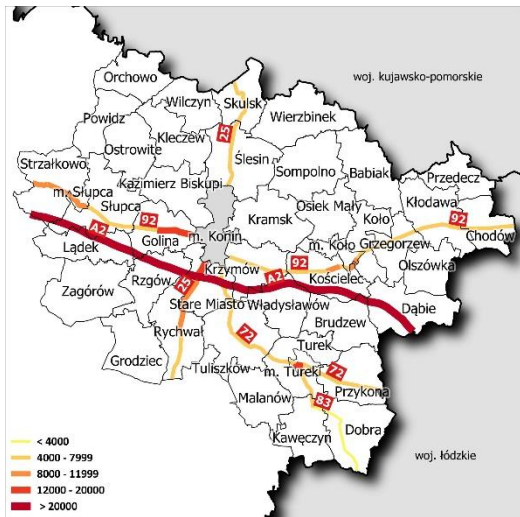 Orchowo
woj. kujawsko-pomorskie
Wilczyn
Skulsk
Powidz
Wierzbinek
Kleczew
25
Ostrowite
Ślesin
Strzałkowo
Sompolno
Babiak
Przedecz
m. Słupca
Kazimierz Biskupi
Słupca
Osiek Mały
Kłodawa
Kramsk
Koło
92
92
A2
Golina
m. Konin
m. Koło
Grzegorzew
Chodów
Lądek
92
Krzymów
A2
Kościelec
Olszówka
Rzgów
25
Zagórów
Stare Miasto
Władysławów
Dąbie
Rychwał
72
Brudzew
Turek
Grodziec
Tuliszków
m. Turek
72
Przykona
Malanów
83
Dobra
Kawęczyn
woj. łódzkie
< 4000
4000 - 7999
8000 - 11999
12000 - 20000
> 20000